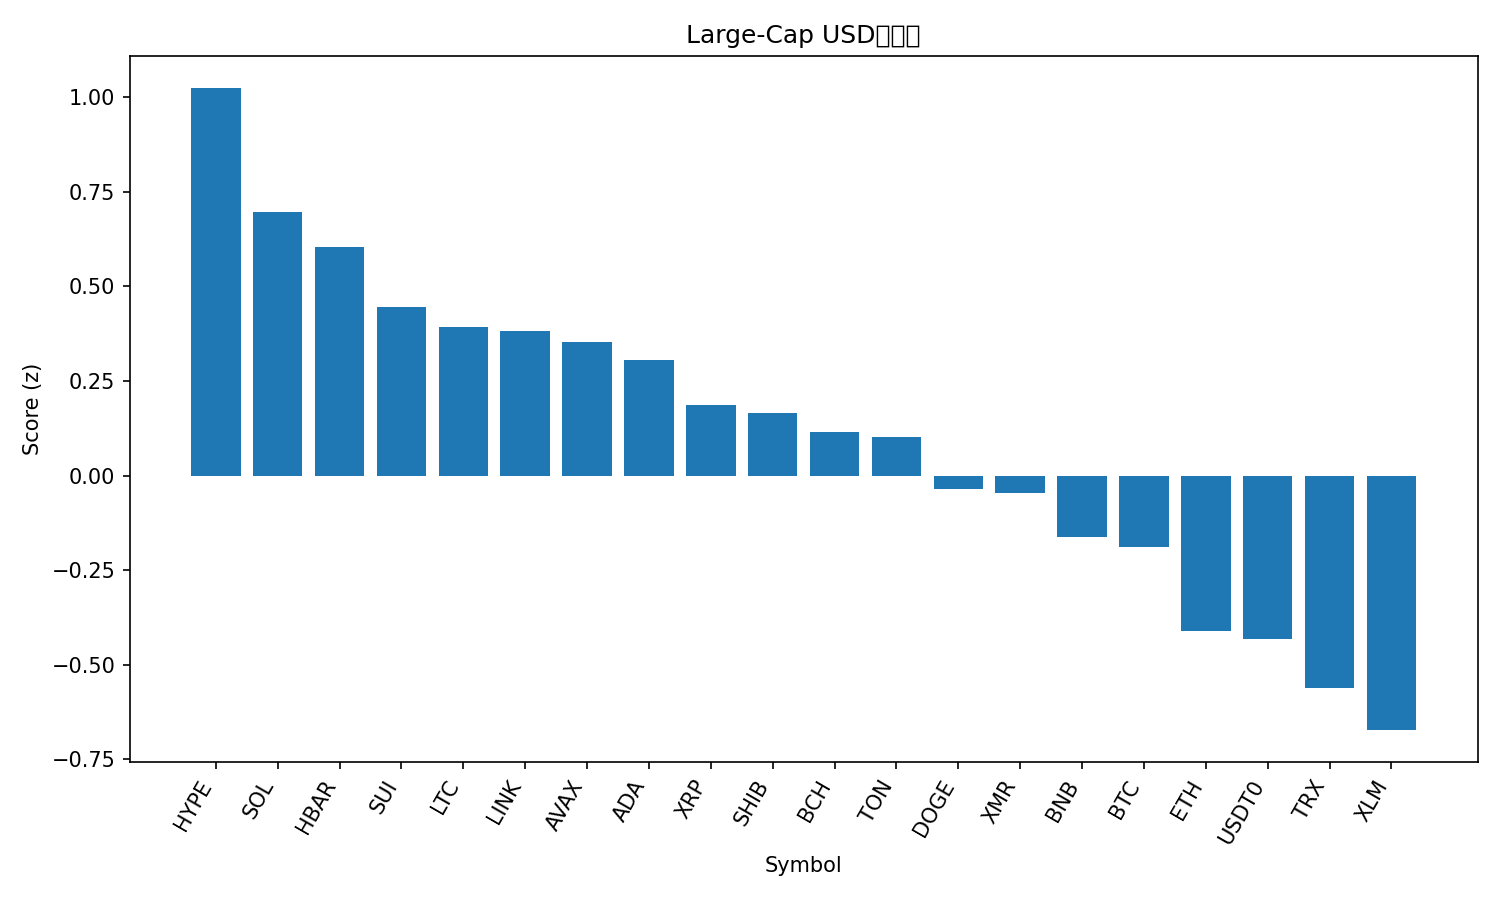 Large-Cap USD
1.00
0.75
0.50
0.25
0.00
−0.25
−0.50
−0.75
Score (z)
HYPE
SOL
HBAR
SUI
LTC
LINK
AVAX
ADA
XRP
SHIB
BCH
TON
DOGE
XMR
BNB
BTC
ETH
USDT0
TRX
XLM
Symbol